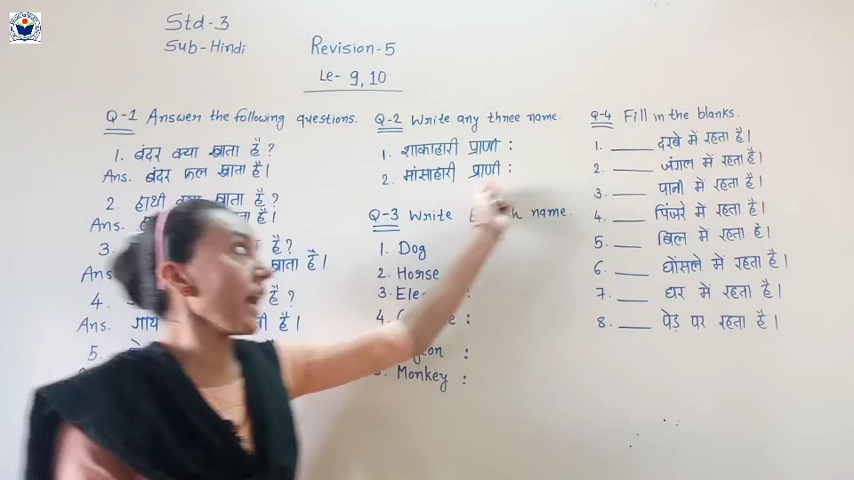 Std-3
Sub-Hindi
Revision-5
Le- 9,10
Q-1 Answer the following questions.
1. बंदर क्या खाता है?
Ans. बंदर फल खाता है।
2. हाथी क्या खाता है?
Ans. है।
3. है?
Ans खाता है।
4. है?
Ans. गाय है।
5.
Q-2 Write any three name.
1. शाकाहारी प्राणी :
2. मांसाहारी प्राणी :
Q-3 Write name.
1. Dog
2. Horse
3. :
4. :
:
Monkey :
Q-4 Fill in the blanks.
1. ____ दरबे में रहता है।
2. ____ जंगल में रहता है।
3. ____ पानी में रहता है।
4. ____ पिंजरे में रहता है।
5. ____ बिल में रहता है।
6. ____ घोंसले में रहता है।
7. ____ घर में रहता है।
8. ____ पेड़ पर रहता है।